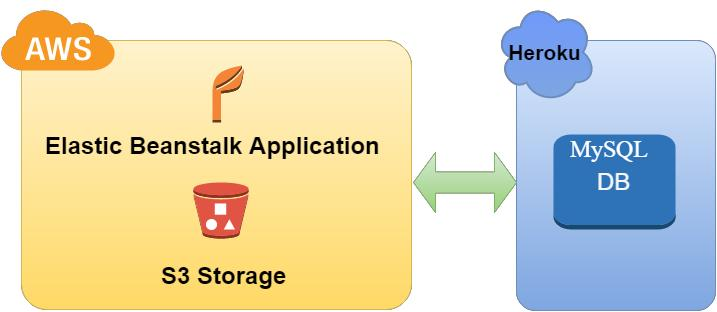 AWS
Elastic Beanstalk Application
S3 Storage
Heroku
MySQL
DB